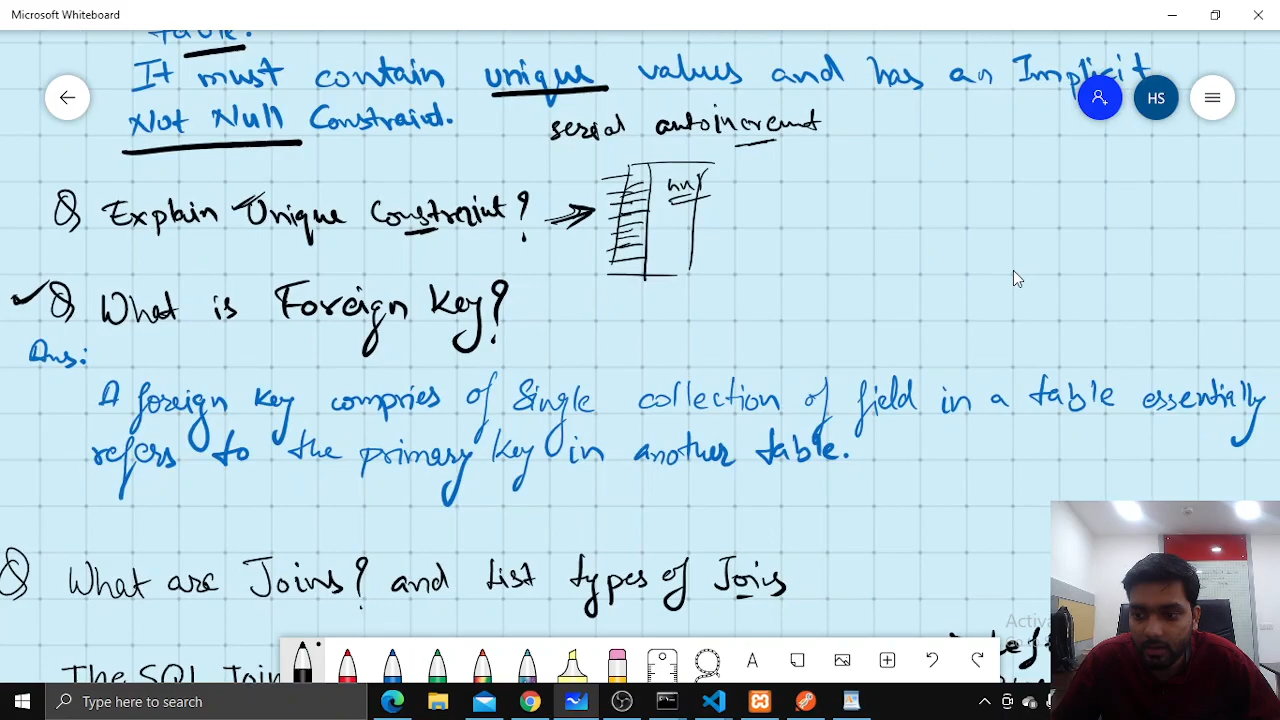 Microsoft Whiteboard
table.
It must contain unique values and has an Implicit
Not Null Constraint.
serial autoincrement
HS
Q Explain Unique Constraint?
Q What is Foreign Key?
Ans:
A foreign key compries of Single collection of field in a table essentially
refers to the primary key in another table.
Q What are Joins? and List types of Joins
The SQL Join
A
Type here to search